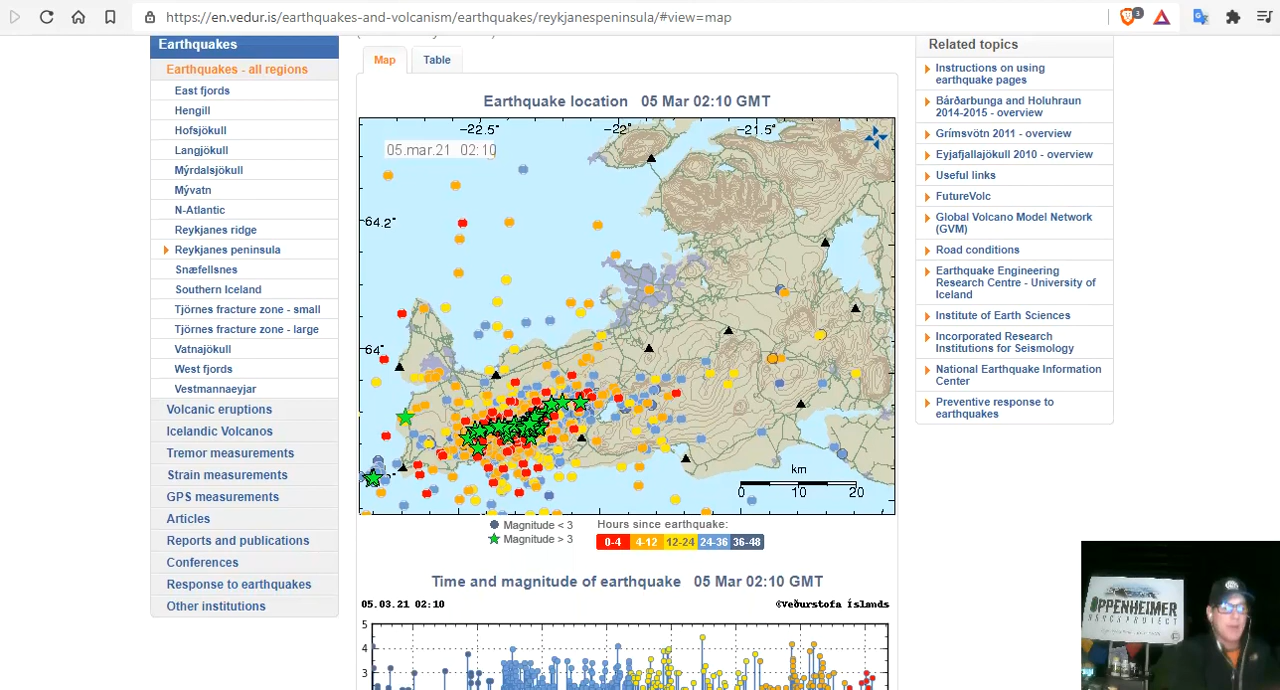 https://en.vedur.is/earthquakes-and-volcanism/earthquakes/reykjanespeninsula/#view=map
3
Earthquakes
Earthquakes - all regions
East fjords
Hengill
Hofsjökull
Langjökull
Mýrdalsjökull
Mývatn
N-Atlantic
Reykjanes ridge
Reykjanes peninsula
Snæfellsnes
Southern Iceland
Tjörnes fracture zone - small
Tjörnes fracture zone - large
Vatnajökull
West fjords
Vestmannaeyjar
Volcanic eruptions
Icelandic Volcanos
Tremor measurements
Strain measurements
GPS measurements
Articles
Reports and publications
Conferences
Response to earthquakes
Other institutions
Map
Table
Earthquake location 05 Mar 02:10 GMT
-22.5° -22° -21.5°
05.mar.21 02:10
64.2°
64°
km
0 10 20
Magnitude < 3
Magnitude > 3
Hours since earthquake:
0-4 4-12 12-24 24-36 36-48
Time and magnitude of earthquake 05 Mar 02:10 GMT
05.03.21 02:10
©Veðurstofa Íslands
5
4
3
Related topics
Instructions on using
earthquake pages
Bárðarbunga and Holuhraun
2014-2015 - overview
Grímsvötn 2011 - overview
Eyjafjallajökull 2010 - overview
Useful links
FutureVolc
Global Volcano Model Network
(GVM)
Road conditions
Earthquake Engineering
Research Centre - University of
Iceland
Institute of Earth Sciences
Incorporated Research
Institutions for Seismology
National Earthquake Information
Center
Preventive response to
earthquakes
OPPENHEIMER
RANCH PROJECT